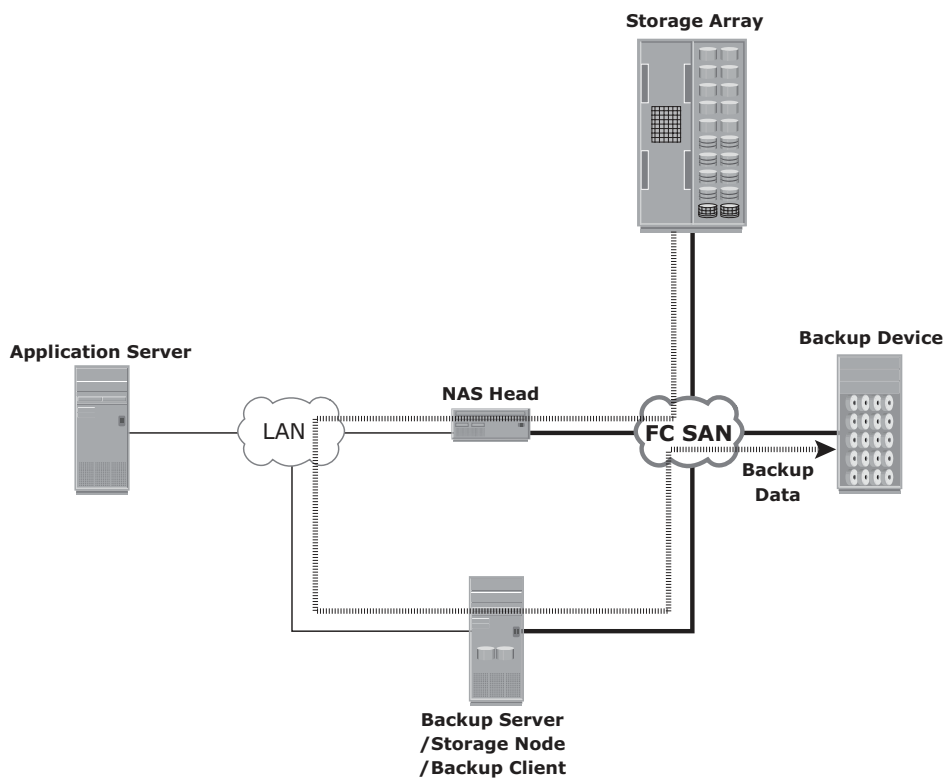 Storage Array
Application Server
Backup Device
NAS Head
LAN
FC SAN
Backup
Data
Backup Server
/Storage Node
/Backup Client